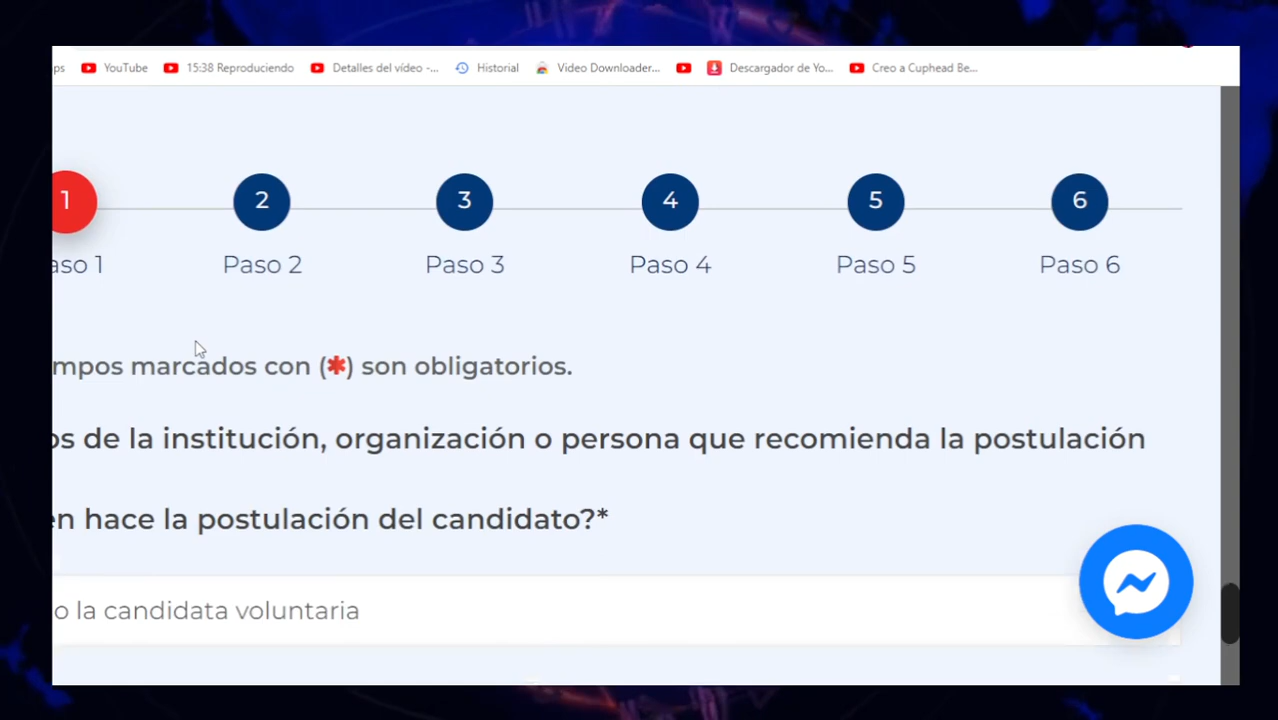 ps YouTube 15:38 Reproduciendo Detalles del vídeo -... Historial Video Downloader... Descargador de Yo... Creo a Cuphead Be...
1 2 3 4 5 6
aso 1 Paso 2 Paso 3 Paso 4 Paso 5 Paso 6
mpos marcados con (*) son obligatorios.
os de la institución, organización o persona que recomienda la postulación
en hace la postulación del candidato?*
o la candidata voluntaria